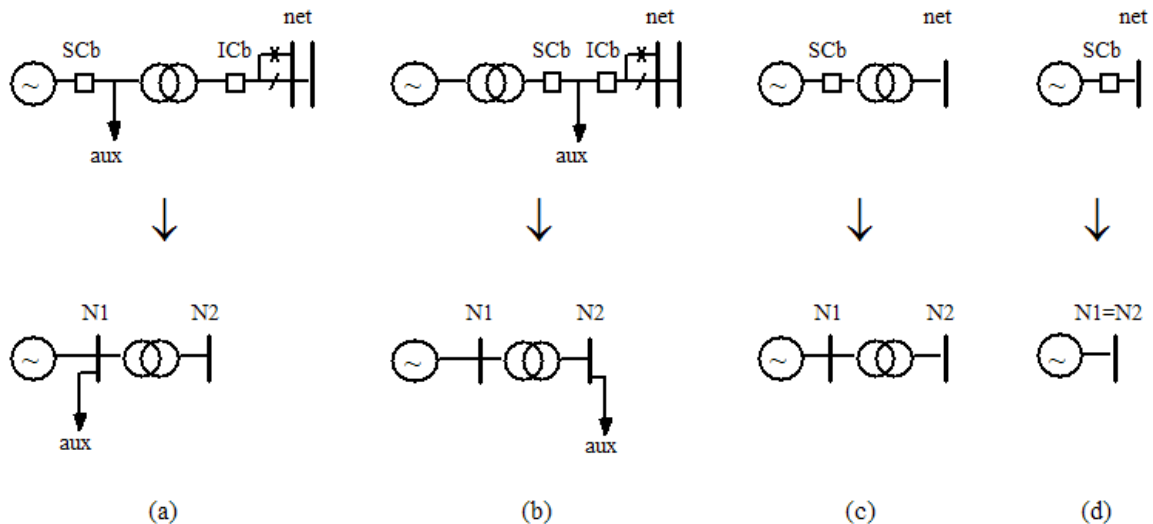 net net net net
SCb ICb SCb ICb SCb SCb
~ ~ ~ ~
aux aux
N1 N2 N1 N2 N1 N2 N1=N2
~ ~ ~ ~
aux aux
(a) (b) (c) (d)